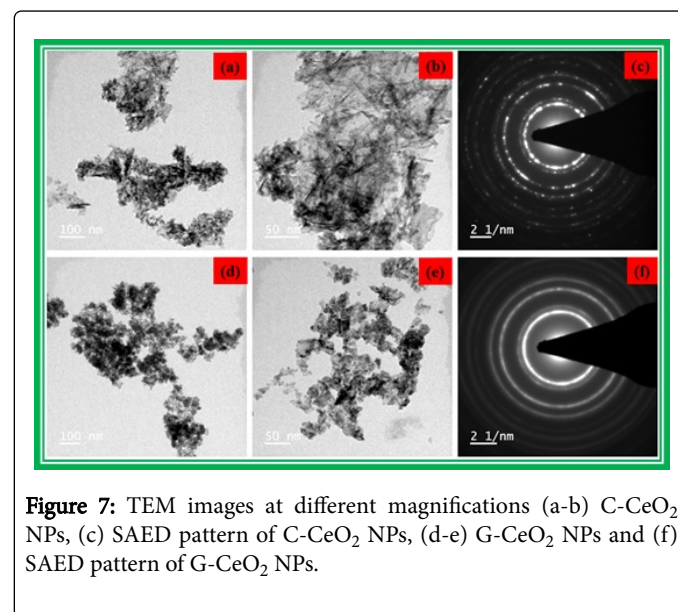 (a) (b) (c)
100 nm 50 nm 2 1/nm
(d) (e) (f)
100 nm 50 nm 2 1/nm
Figure 7: TEM images at different magnifications (a-b) C-CeO₂
NPs, (c) SAED pattern of C-CeO₂ NPs, (d-e) G-CeO₂ NPs and (f)
SAED pattern of G-CeO₂ NPs.